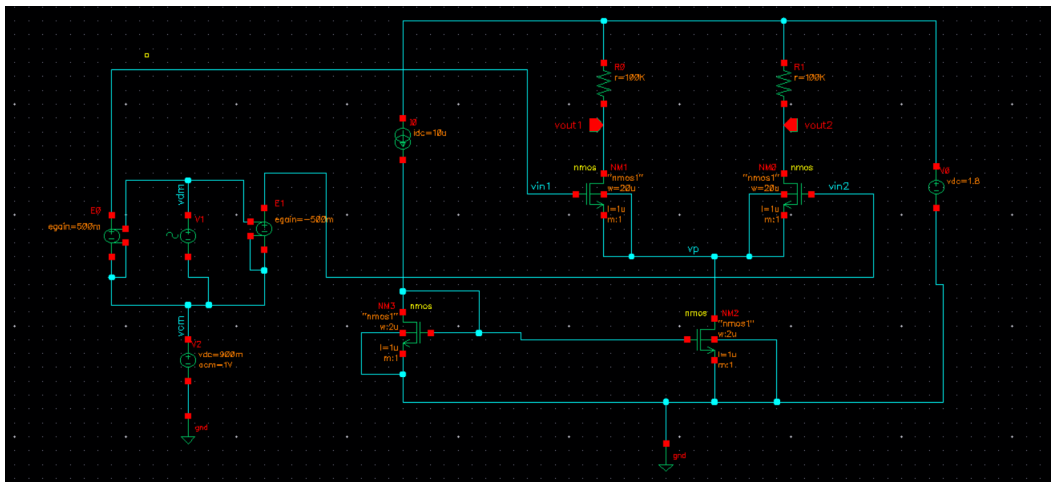 R0
r=100K
R1
r=100K
vout1
vout2
I0
idc=10u
nmos
NM1
"nmos1"
w=20u
l=1u
m:1
NM0
nmos
"nmos1"
w=20u
l=1u
m:1
vin1
vin2
V0
vdc=1.8
vdm
E0
egain=500m
V1
E1
egain=-500m
vp
vcm
V2
vdc=900m
acm=1V
gnd
NM3
nmos
"nmos1"
w:2u
l=1u
m:1
nmos
NM2
"nmos1"
w:2u
l=1u
m:1
gnd